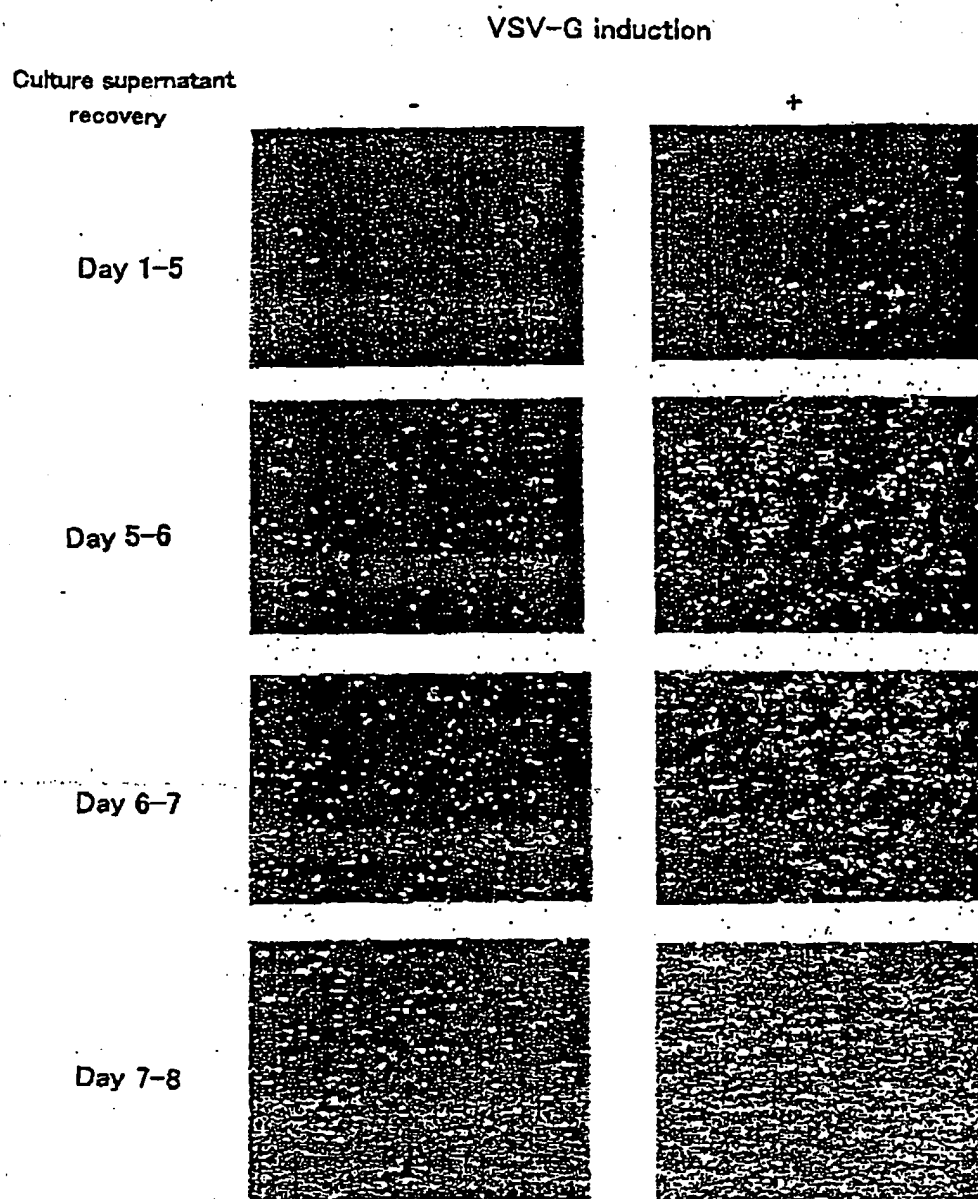 VSV-G induction
Culture supernatant
recovery
-
+
Day 1-5
Day 5-6
Day 6-7
Day 7-8